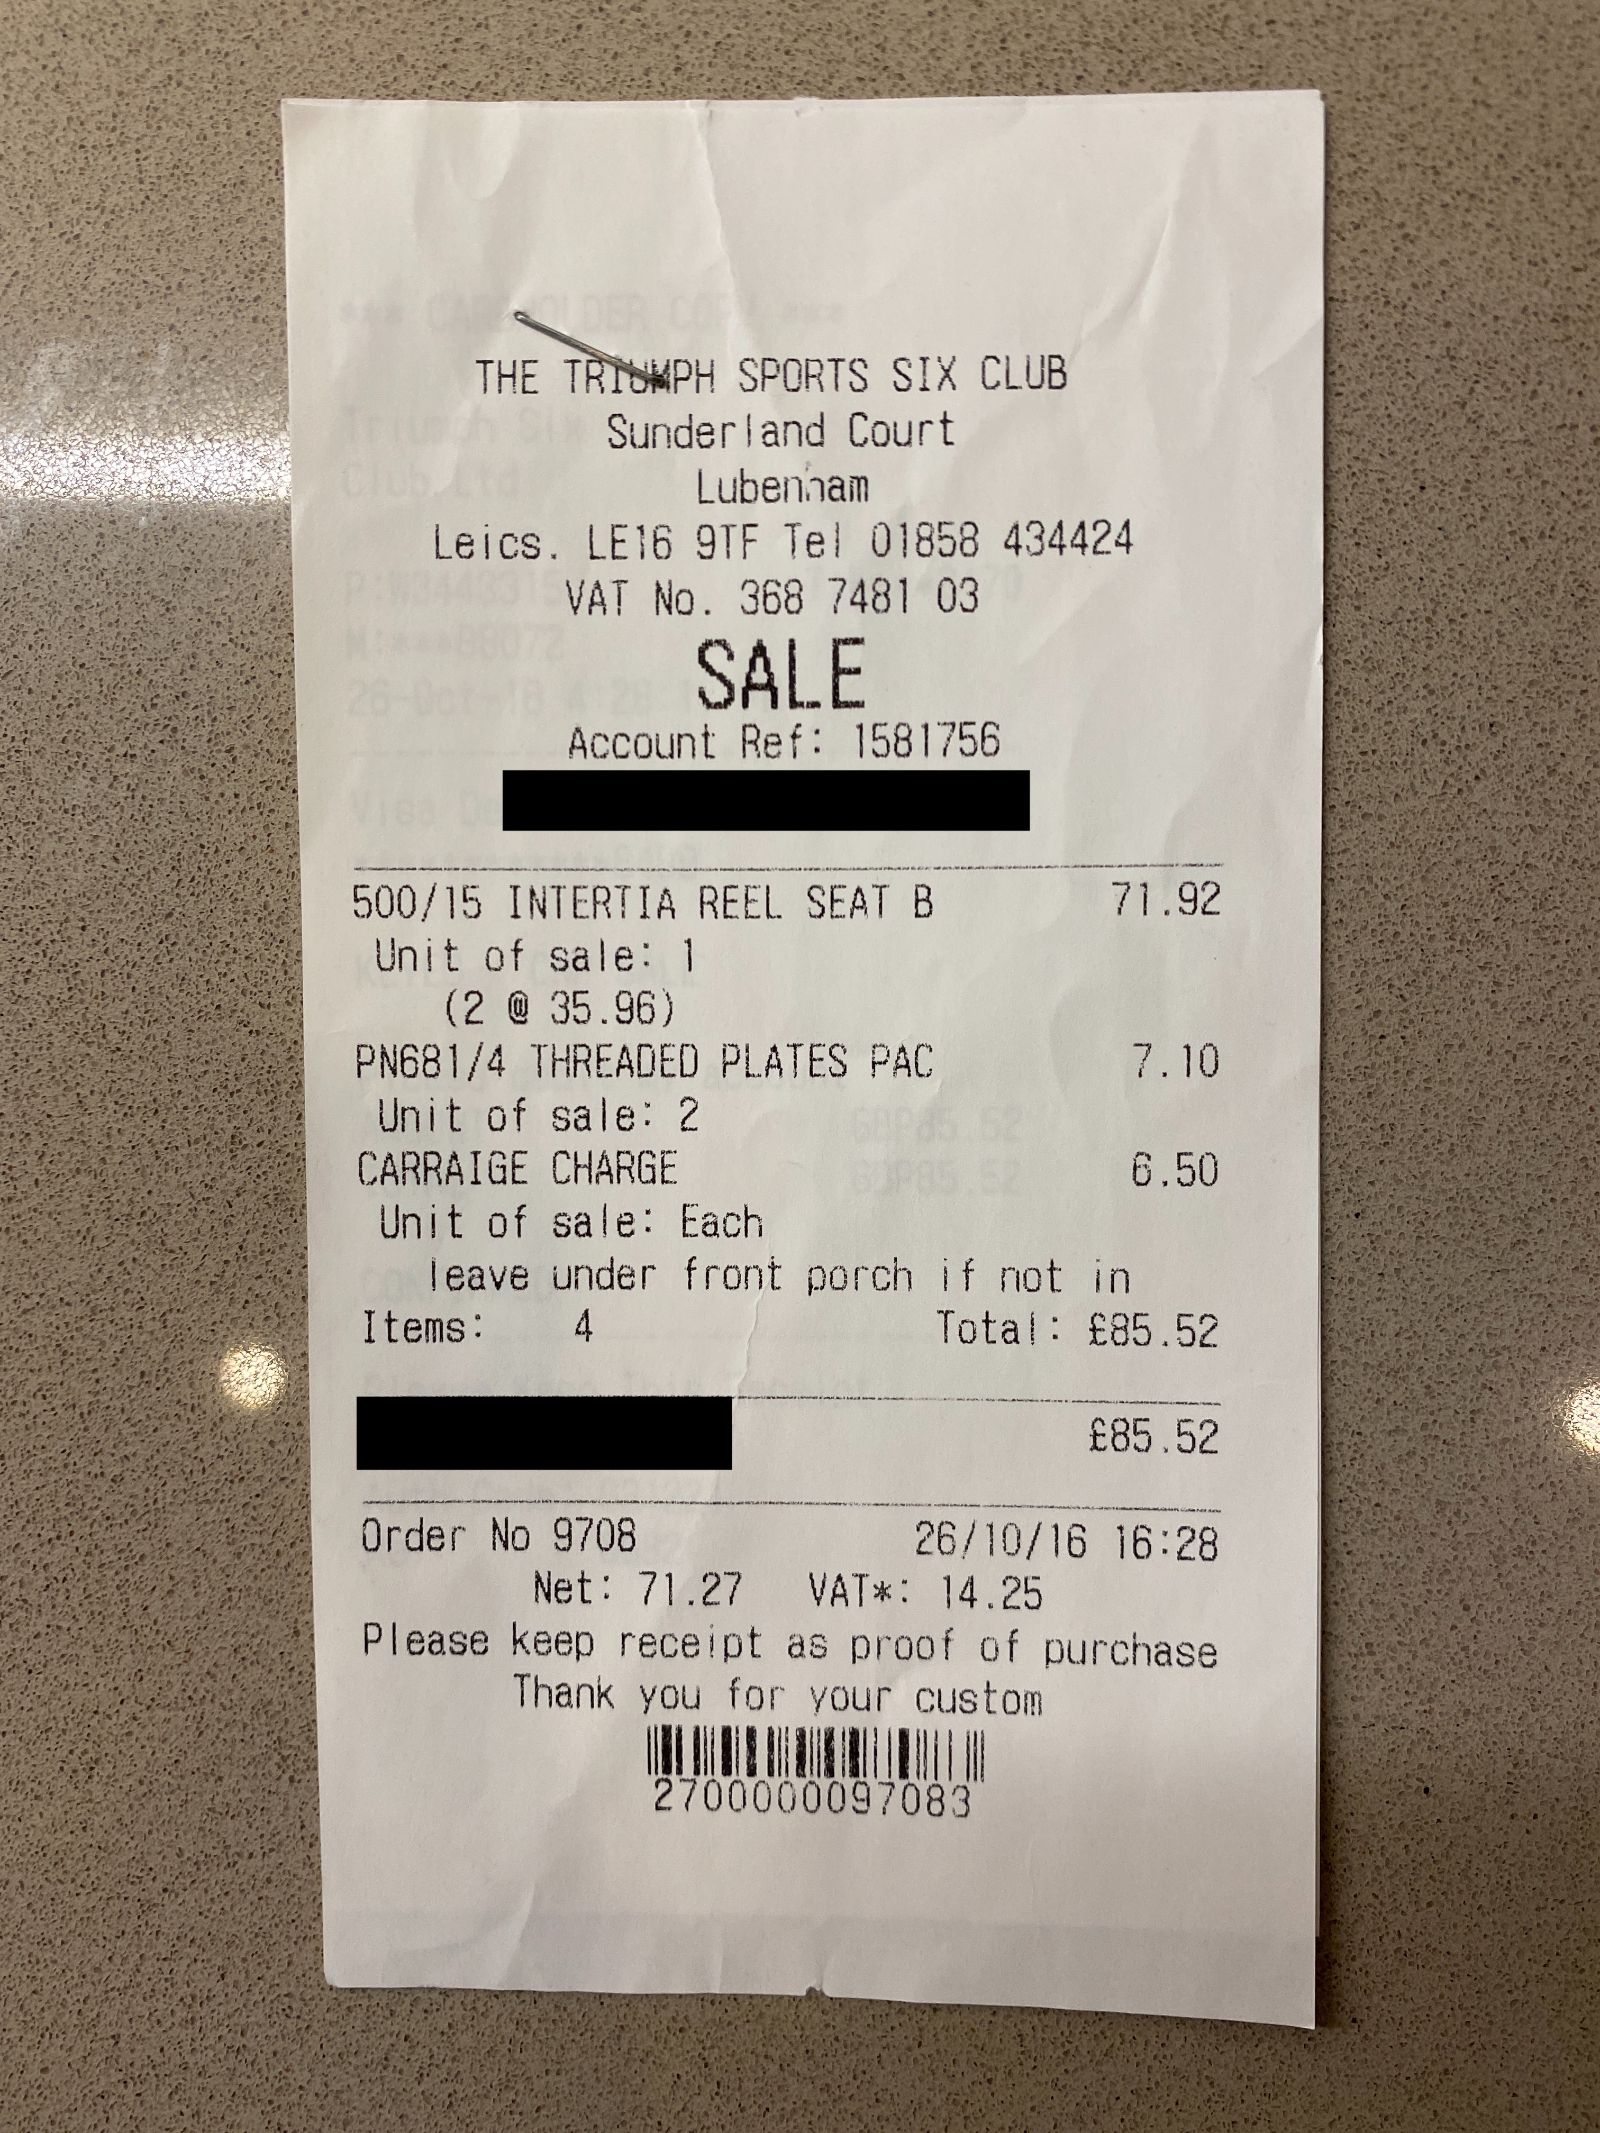 THE TRIUMPH SPORTS SIX CLUB
Sunderland Court
Lubenham
Leics. LE16 9TF Tel 01858 434424
VAT No. 368 7481 03
SALE
Account Ref: 1581756
500/15 INTERTIA REEL SEAT B 71.92
Unit of sale: 1
(2 @ 35.96)
PN681/4 THREADED PLATES PAC 7.10
Unit of sale: 2
CARRAIGE CHARGE 6.50
Unit of sale: Each
leave under front porch if not in
Items: 4 Total: £85.52
£85.52
Order No 9708 26/10/16 16:28
Net: 71.27 VAT*: 14.25
Please keep receipt as proof of purchase
Thank you for your custom
2700000097083